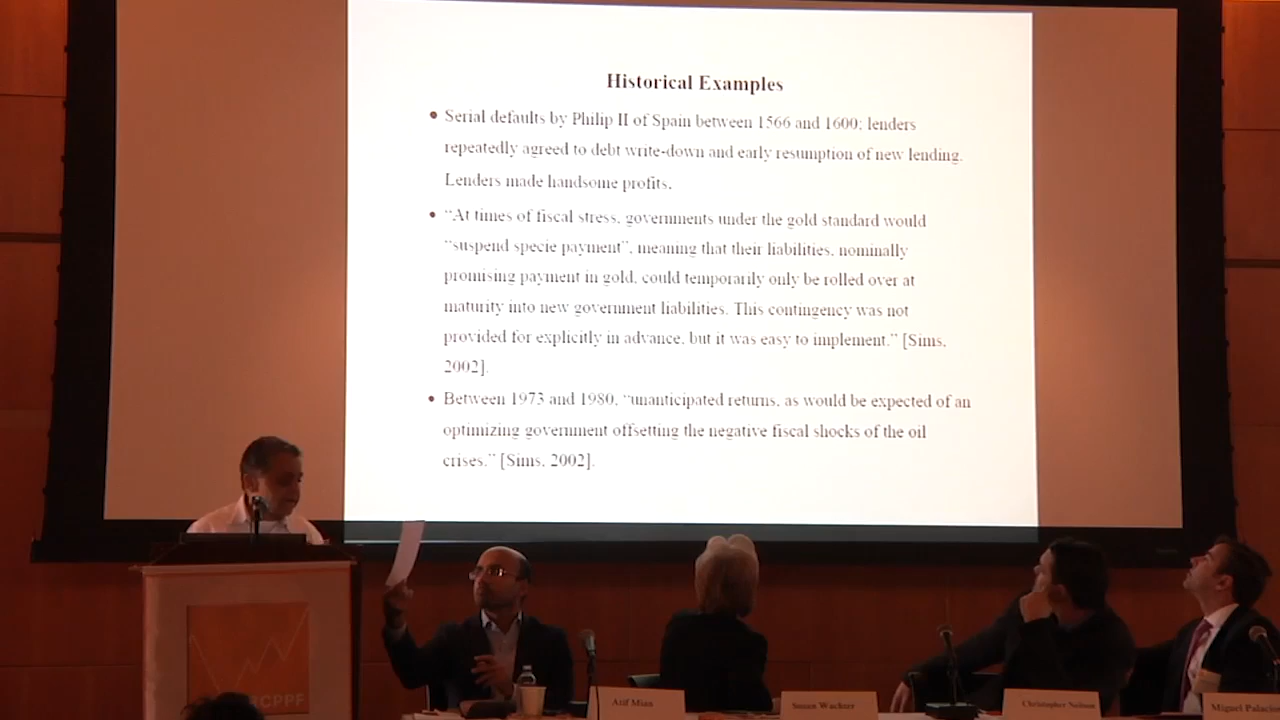 Historical Examples
• Serial defaults by Philip II of Spain between 1566 and 1600; lenders
repeatedly agreed to debt write-down and early resumption of new lending.
Lenders made handsome profits.
• “At times of fiscal stress, governments under the gold standard would
“suspend specie payment”, meaning that their liabilities, nominally
promising payment in gold, could temporarily only be rolled over at
maturity into new government liabilities. This contingency was not
provided for explicitly in advance, but it was easy to implement.” [Sims,
2002].
• Between 1973 and 1980, “unanticipated returns, as would be expected of an
optimizing government offsetting the negative fiscal shocks of the oil
crises.” [Sims, 2002].
RCPPF
Atif Mian
Susan Wachter
Christopher Neilson
Miguel Palacios